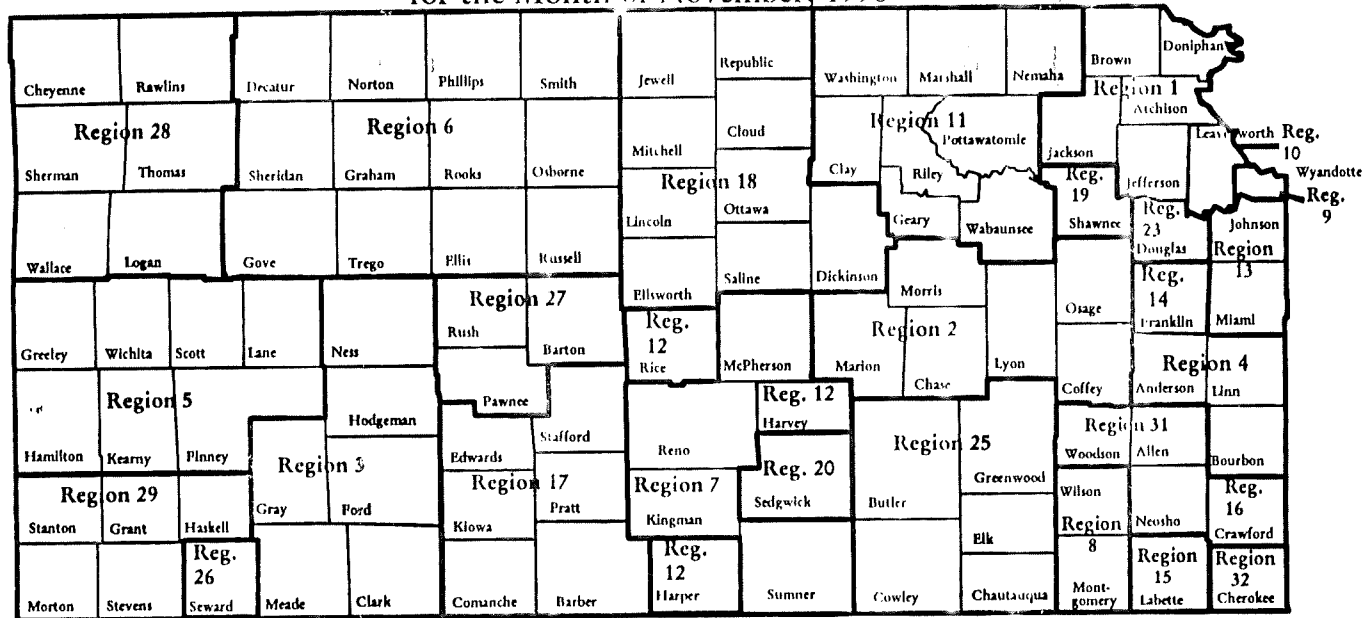 for the Month of November, 1990
Doniphan
Republic
Brown
Cheyenne Rawlins Decatur Norton Phillips Smith Jewell Washington Marshall Nemaha
Region 1
Atchison
Region 28 Region 6 Region 11
Cloud Pottawatomie Leavenworth Reg.
10
Mitchell Jackson
Sherman Thomas Sheridan Graham Rooks Osborne Clay Riley Wyandotte
Region 18 Reg.
19
Jefferson
Reg.
9
Lincoln Ottawa Geary Wabaunsee Shawnee Reg.
23
Douglas Johnson
Region
13
Wallace Logan Gove Trego Ellis Russell Saline Dickinson
Ellsworth Morris Osage Reg.
14
Franklin Miami
Region 27
Rush Barton Reg.
12
Rice Region 2
Greeley Wichita Scott Lane Ness McPherson Marion Chase Lyon Coffey Anderson Region 4
Linn
Region 5 Hodgeman Pawnee Reg. 12
Harvey
Stafford Region 31
Hamilton Kearny Finney Region 3 Edwards Reno Region 25 Woodson Allen Bourbon
Region 29 Region 17 Region 7 Reg. 20
Sedgwick Greenwood Wilson Reg.
16
Stanton Grant Haskell Gray Ford Kiowa Pratt Kingman Butler Neosho Crawford
Elk Region
8
Reg.
26
Reg.
12
Region
15
Region
32
Morton Stevens Seward Meade Clark Comanche Barber Harper Sumner Cowley Chautauqua Mont-
gomery Labette Cherokee